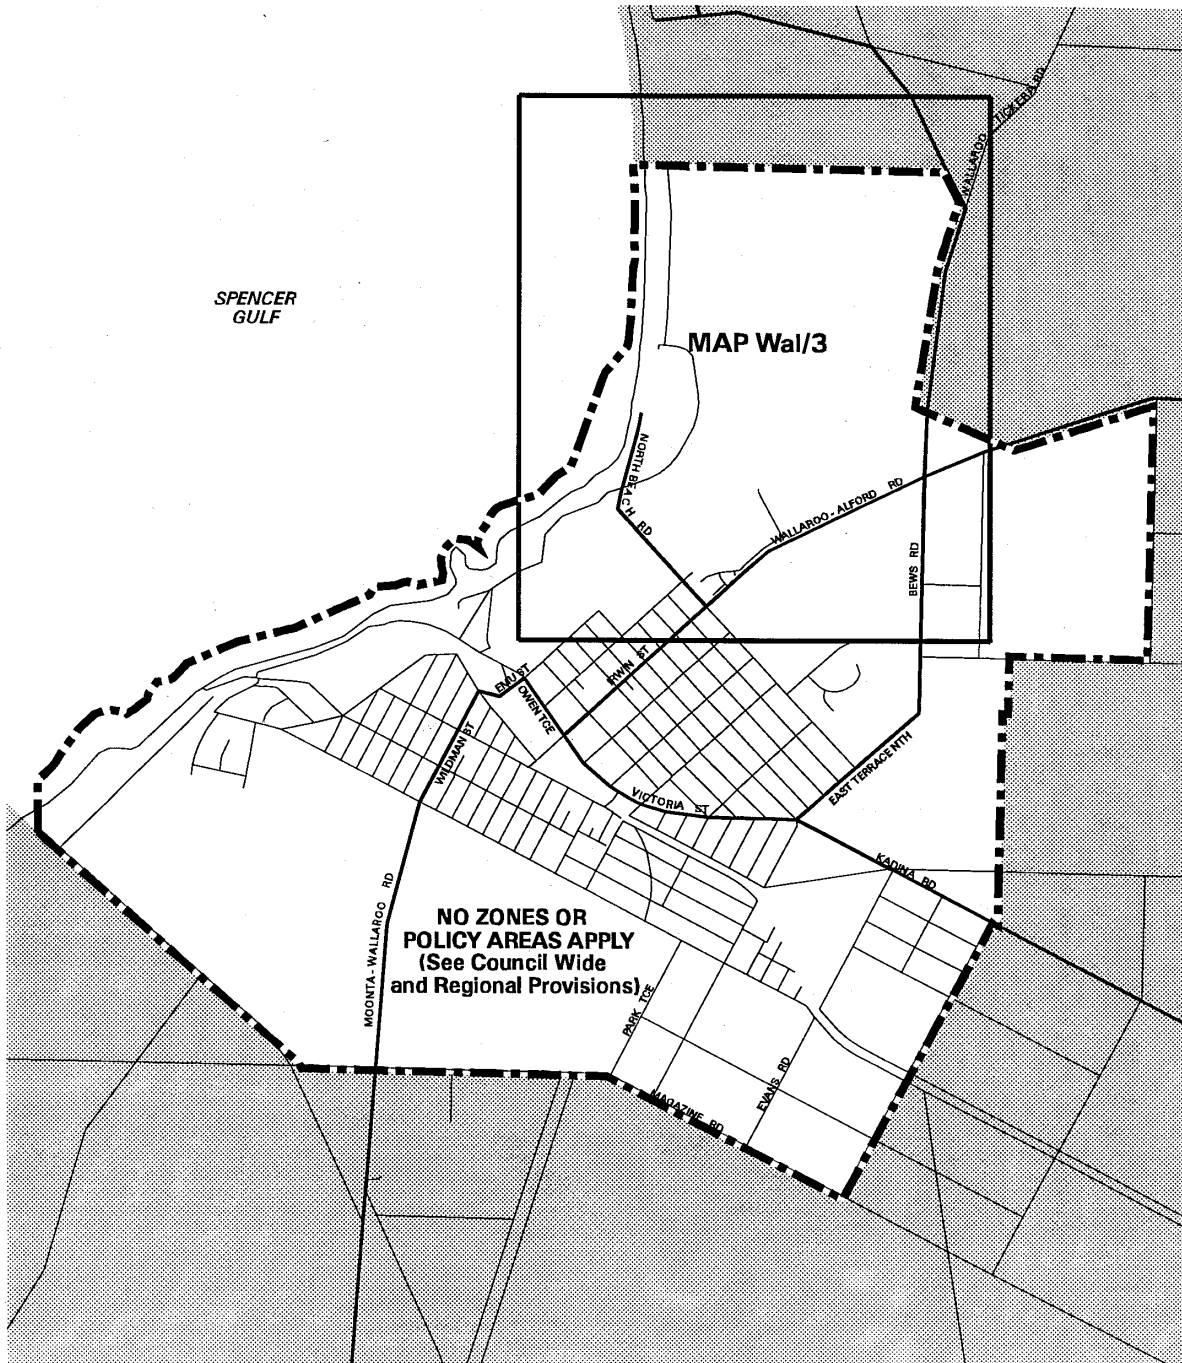 WALLAROO TICKERA RD
SPENCER
GULF
MAP Wal/3
NORTH BEACH RD
WALLAROO - ALFORD RD
BEWS RD
IRWIN ST
EMU ST
OWEN TCE
WILDMAN ST
EAST TERRACE NTH
VICTORIA ST
KADINA RD
MOONTA - WALLAROO RD
NO ZONES OR
POLICY AREAS APPLY
(See Council Wide
and Regional Provisions)
PARK TCE
EVANS RD
MAGAZINE RD